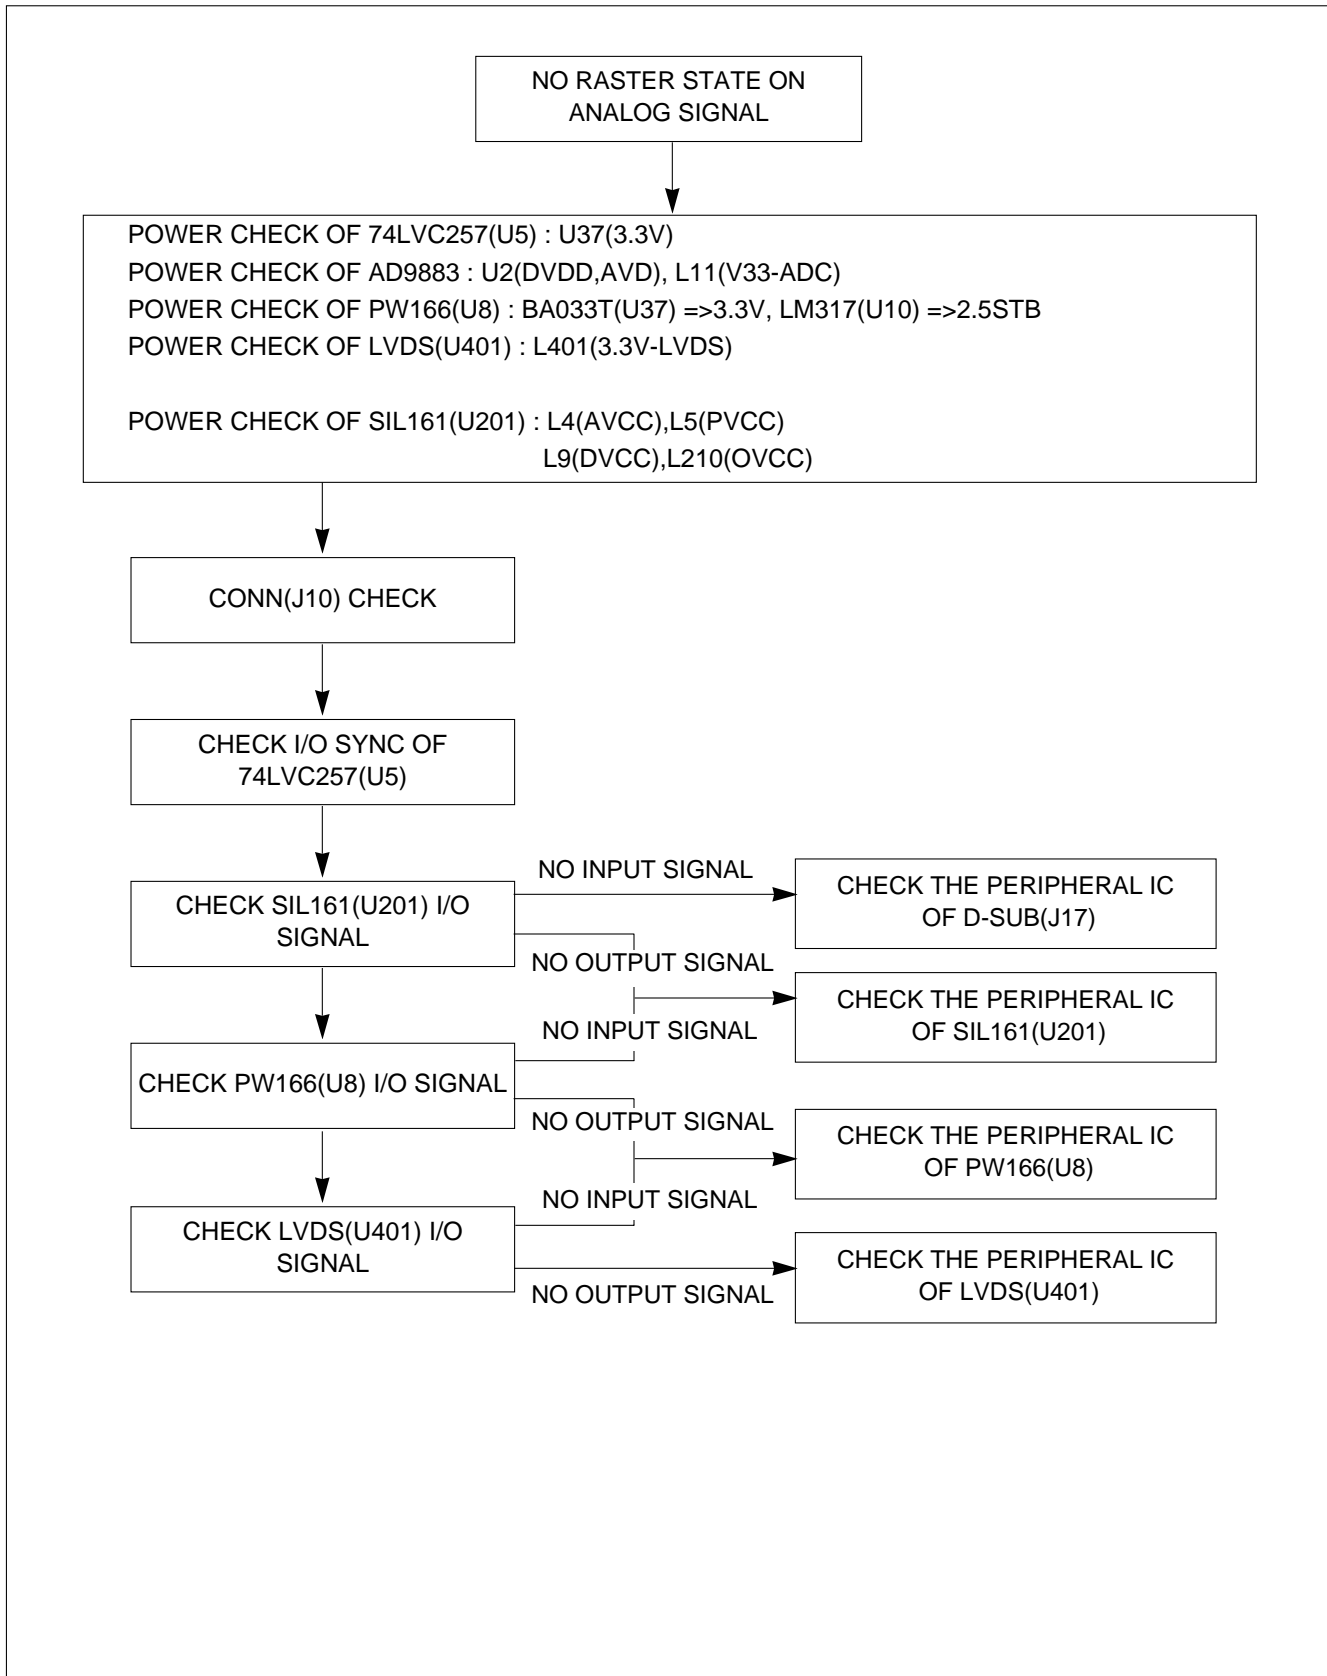 NO RASTER STATE ON
ANALOG SIGNAL
POWER CHECK OF 74LVC257(U5) : U37(3.3V)
POWER CHECK OF AD9883 : U2(DVDD,AVD), L11(V33-ADC)
POWER CHECK OF PW166(U8) : BA033T(U37) =>3.3V, LM317(U10) =>2.5STB
POWER CHECK OF LVDS(U401) : L401(3.3V-LVDS)
POWER CHECK OF SIL161(U201) : L4(AVCC),L5(PVCC)
L9(DVCC),L210(OVCC)
CONN(J10) CHECK
CHECK I/O SYNC OF
74LVC257(U5)
CHECK SIL161(U201) I/O
SIGNAL
NO INPUT SIGNAL
CHECK THE PERIPHERAL IC
OF D-SUB(J17)
NO OUTPUT SIGNAL
NO INPUT SIGNAL
CHECK THE PERIPHERAL IC
OF SIL161(U201)
CHECK PW166(U8) I/O SIGNAL
NO OUTPUT SIGNAL
NO INPUT SIGNAL
CHECK THE PERIPHERAL IC
OF PW166(U8)
CHECK LVDS(U401) I/O
SIGNAL
NO OUTPUT SIGNAL
CHECK THE PERIPHERAL IC
OF LVDS(U401)